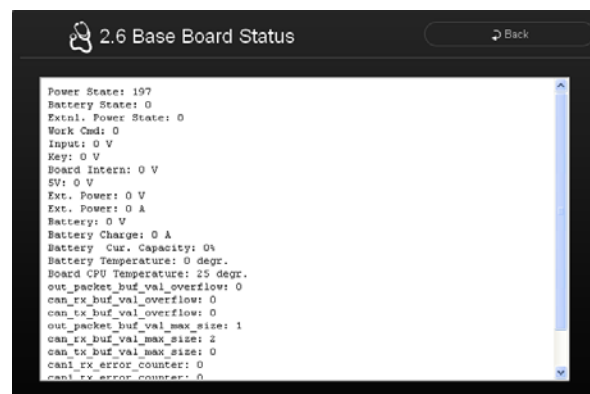 2.6 Base Board Status
Back
Power State: 197
Battery State: 0
Extnl. Power State: 0
Work Cmd: 0
Input: 0 V
Key: 0 V
Board Intern: 0 V
5V: 0 V
Ext. Power: 0 V
Ext. Power: 0 A
Battery: 0 V
Battery Charge: 0 A
Battery  Cur. Capacity: 0%
Battery Temperature: 0 degr.
Board CPU Temperature: 25 degr.
out_packet_buf_val_overflow: 0
can_rx_buf_val_overflow: 0
can_tx_buf_val_overflow: 0
out_packet_buf_val_max_size: 1
can_rx_buf_val_max_size: 2
can_tx_buf_val_max_size: 0
can1_rx_error_counter: 0
can1_tx_error_counter: 0